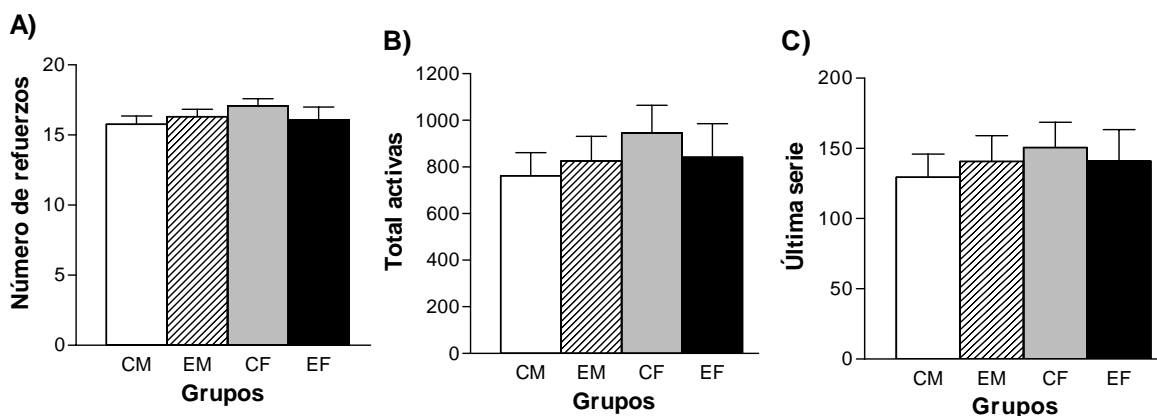 A)
Número de refuerzos
20
15
10
5
0
CM EM CF EF
Grupos
B)
Total activas
1200
1000
800
600
400
200
0
CM EM CF EF
Grupos
C)
Última serie
200
150
100
50
0
CM EM CF EF
Grupos